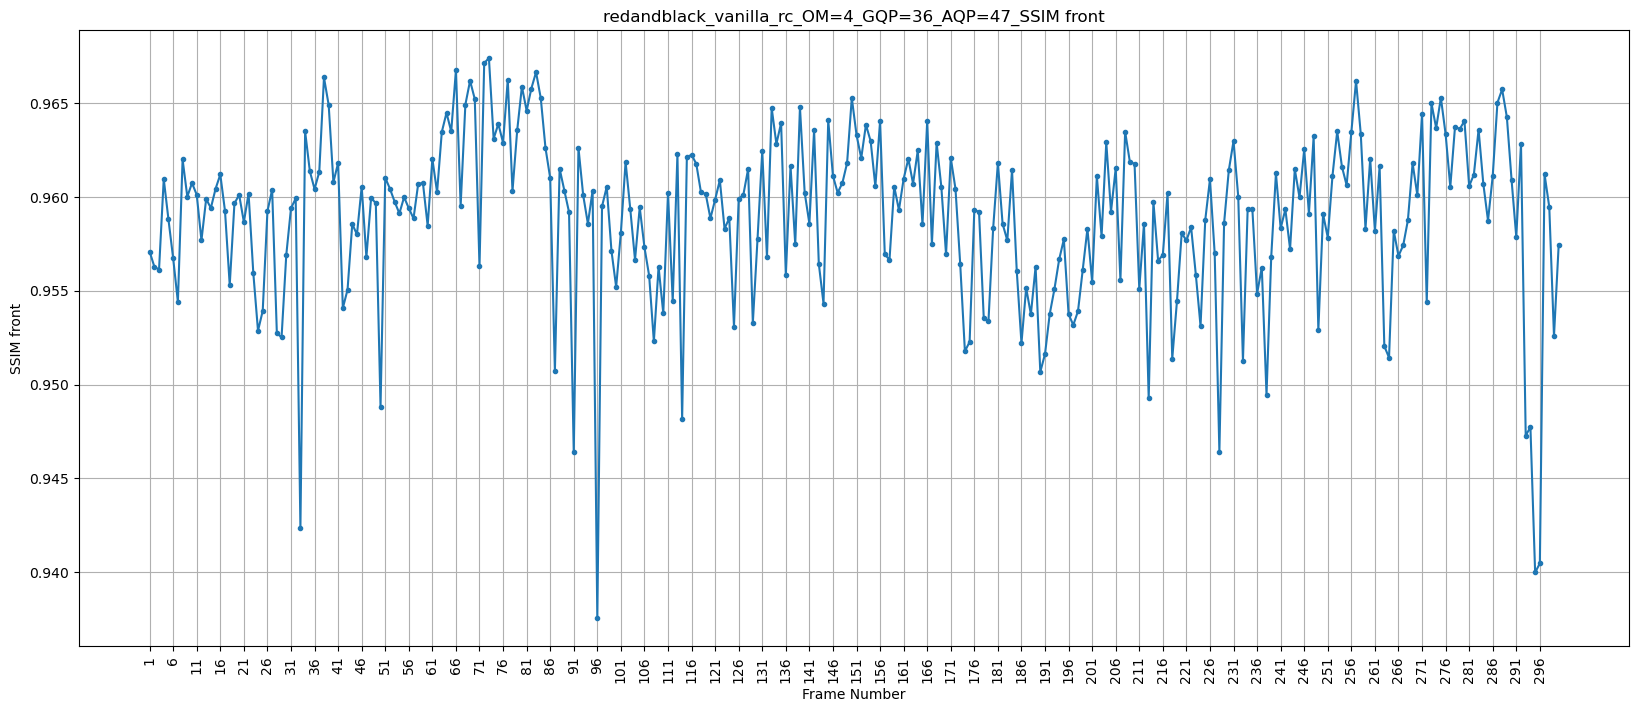 redandblack_vanilla_rc_OM=4_GQP=36_AQP=47_SSIM front
SSIM front
0.965
0.960
0.955
0.950
0.945
0.940
1 6 11 16 21 26 31 36 41 46 51 56 61 66 71 76 81 86 91 96 101 106 111 116 121 126 131 136 141 146 151 156 161 166 171 176 181 186 191 196 201 206 211 216 221 226 231 236 241 246 251 256 261 266 271 276 281 286 291 296
Frame Number